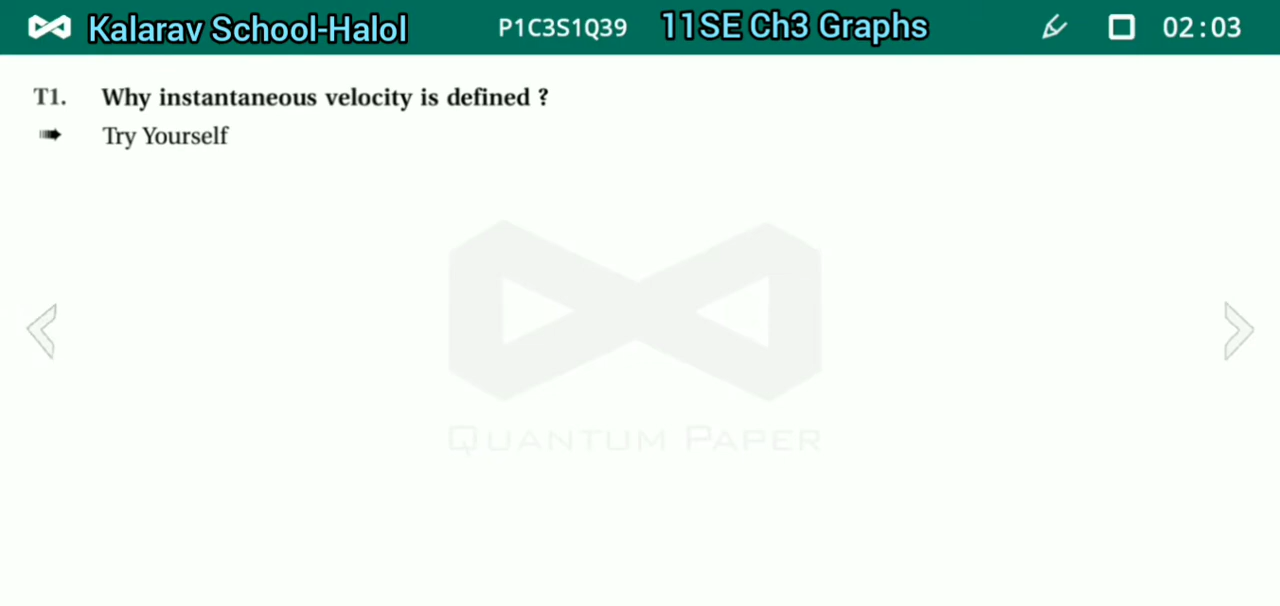 Kalarav School-Halol P1C3S1Q39 11SE Ch3 Graphs 02:03
T1. Why instantaneous velocity is defined ?
Try Yourself
QUANTUM PAPER